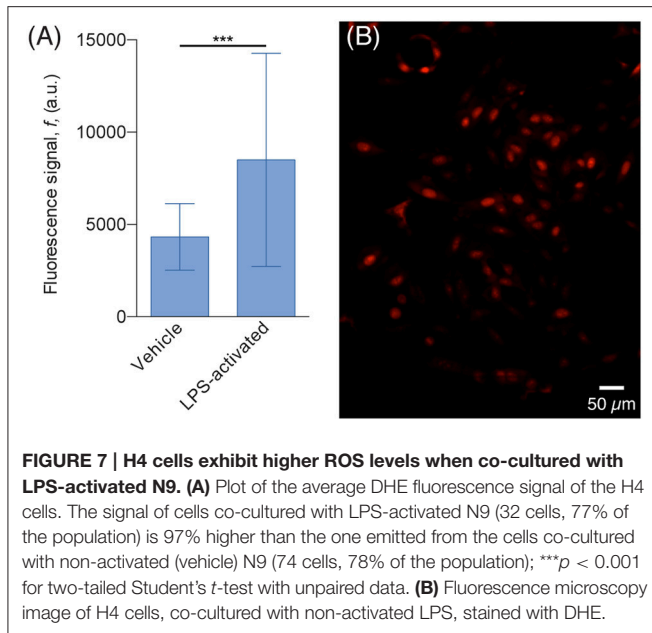 (A)
***
15000
10000
5000
0
Fluorescence signal, f, (a.u.)
Vehicle
LPS-activated
(B)
50 µm
FIGURE 7 | H4 cells exhibit higher ROS levels when co-cultured with
LPS-activated N9. (A) Plot of the average DHE fluorescence signal of the H4
cells. The signal of cells co-cultured with LPS-activated N9 (32 cells, 77% of
the population) is 97% higher than the one emitted from the cells co-cultured
with non-activated (vehicle) N9 (74 cells, 78% of the population); ***p < 0.001
for two-tailed Student's t-test with unpaired data. (B) Fluorescence microscopy
image of H4 cells, co-cultured with non-activated LPS, stained with DHE.